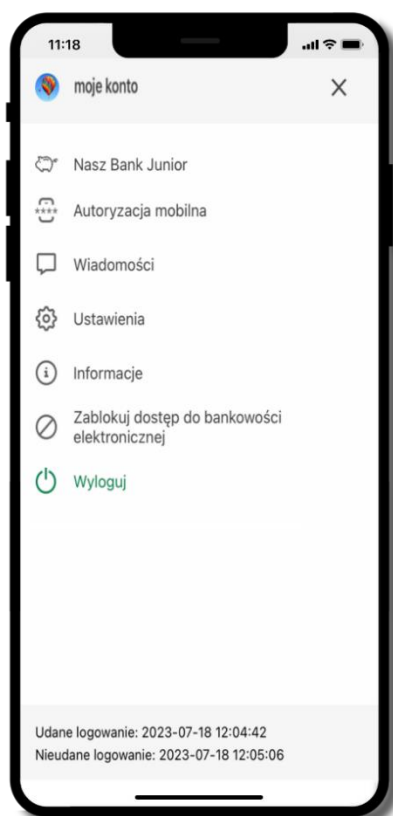 11:18
moje konto
Nasz Bank Junior
****
Autoryzacja mobilna
Wiadomości
Ustawienia
i
Informacje
Zablokuj dostęp do bankowości
elektronicznej
Wyloguj
Udane logowanie: 2023-07-18 12:04:42
Nieudane logowanie: 2023-07-18 12:05:06